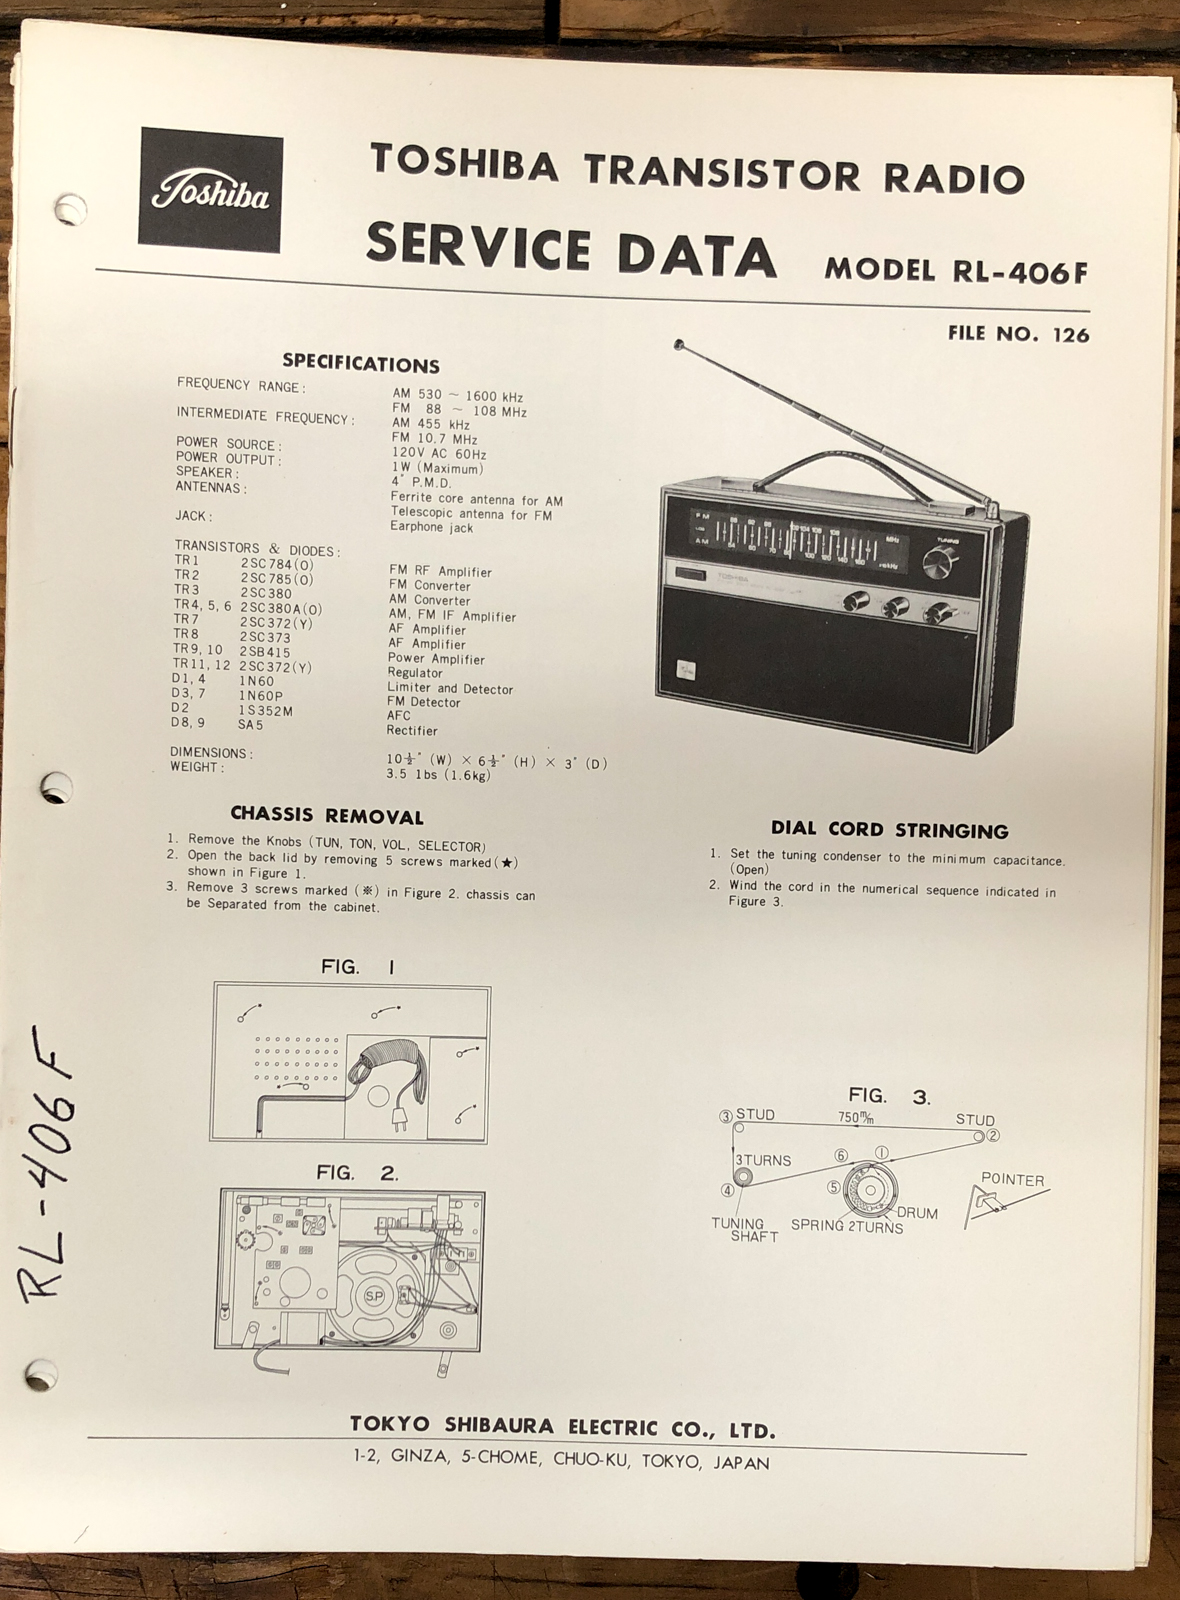 Toshiba
TOSHIBA TRANSISTOR RADIO
SERVICE DATA MODEL RL-406F
FILE NO. 126
SPECIFICATIONS
FREQUENCY RANGE: AM 530 ~ 1600 kHz
FM 88 ~ 108 MHz
INTERMEDIATE FREQUENCY: AM 455 kHz
FM 10.7 MHz
POWER SOURCE: 120V AC 60Hz
POWER OUTPUT: 1W (Maximum)
SPEAKER: 4" P.M.D.
ANTENNAS: Ferrite core antenna for AM
Telescopic antenna for FM
JACK: Earphone jack
TRANSISTORS & DIODES:
TR1 2SC784(O) FM RF Amplifier
TR2 2SC785(O) FM Converter
TR3 2SC380 AM Converter
TR4, 5, 6 2SC380A(O) AM, FM IF Amplifier
TR7 2SC372(Y) AF Amplifier
TR8 2SC373 AF Amplifier
TR9, 10 2SB415 Power Amplifier
TR11, 12 2SC372(Y) Regulator
D1, 4 1N60 Limiter and Detector
D3, 7 1N60P FM Detector
D2 1S352M AFC
D8, 9 SA5 Rectifier
DIMENSIONS: 10½" (W) × 6½" (H) × 3" (D)
WEIGHT: 3.5 lbs (1.6kg)
FM
AM
MHz
TUNING
TOSHIBA
CHASSIS REMOVAL
1. Remove the Knobs (TUN, TON, VOL, SELECTOR)
2. Open the back lid by removing 5 screws marked(★)
shown in Figure 1.
3. Remove 3 screws marked (※) in Figure 2. chassis can
be Separated from the cabinet.
DIAL CORD STRINGING
1. Set the tuning condenser to the minimum capacitance.
(Open)
2. Wind the cord in the numerical sequence indicated in
Figure 3.
FIG. 1
FIG. 2.
S.P
FIG. 3.
③ STUD 750m/m STUD
②
3 TURNS ⑥ ①
④ ⑤
POINTER
DRUM
TUNING
SHAFT
SPRING 2TURNS
RL-406F
TOKYO SHIBAURA ELECTRIC CO., LTD.
1-2, GINZA, 5-CHOME, CHUO-KU, TOKYO, JAPAN